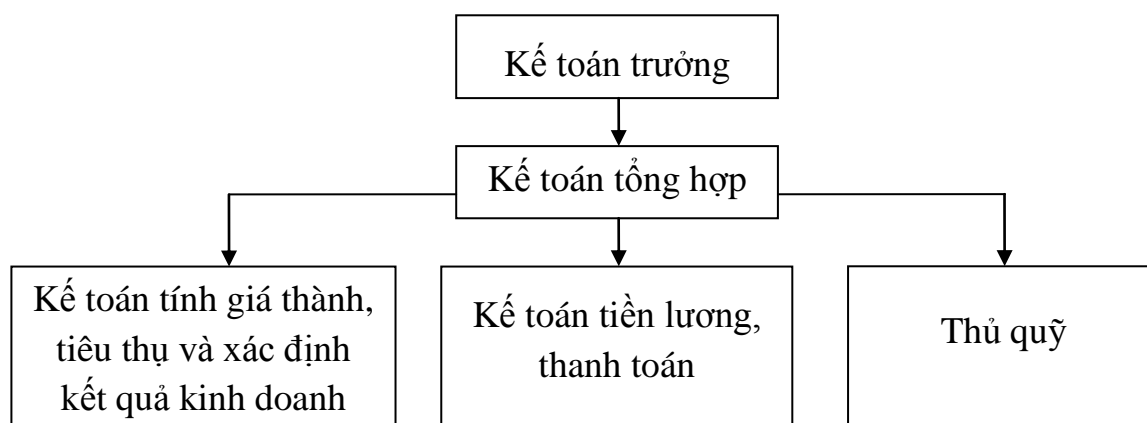 Kế toán trưởng
Kế toán tổng hợp
Kế toán tính giá thành,
tiêu thụ và xác định
kết quả kinh doanh
Kế toán tiền lương,
thanh toán
Thủ quỹ